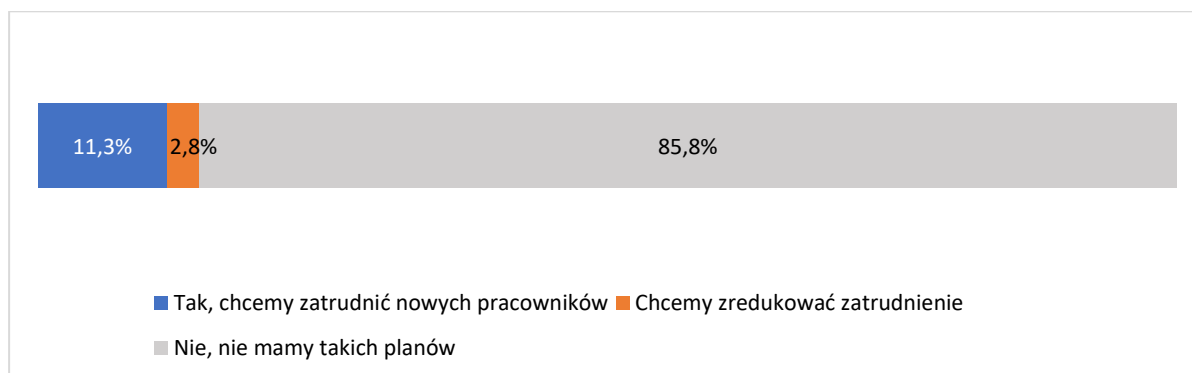 11,3% 2,8% 85,8%
Tak, chcemy zatrudnić nowych pracowników Chcemy zredukować zatrudnienie
Nie, nie mamy takich planów